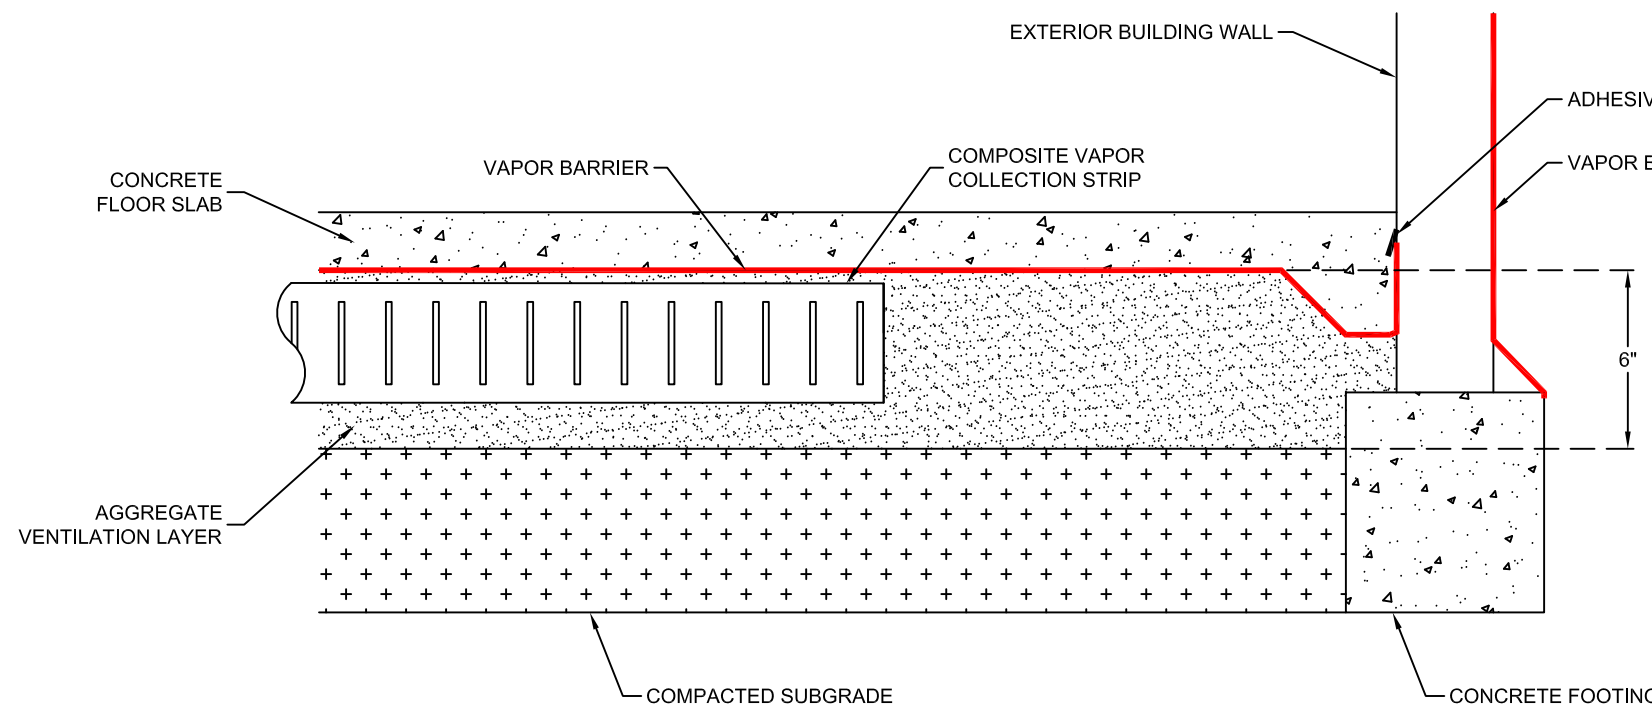 EXTERIOR BUILDING WALL
ADHESIV
VAPOR BARRIER
COMPOSITE VAPOR
COLLECTION STRIP
VAPOR B
CONCRETE
FLOOR SLAB
6"
AGGREGATE
VENTILATION LAYER
COMPACTED SUBGRADE
CONCRETE FOOTING